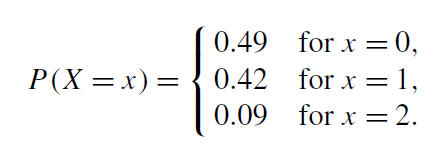 0.49 for x = 0,
P(X = x) = { 0.42 for x = 1,
0.09 for x = 2.